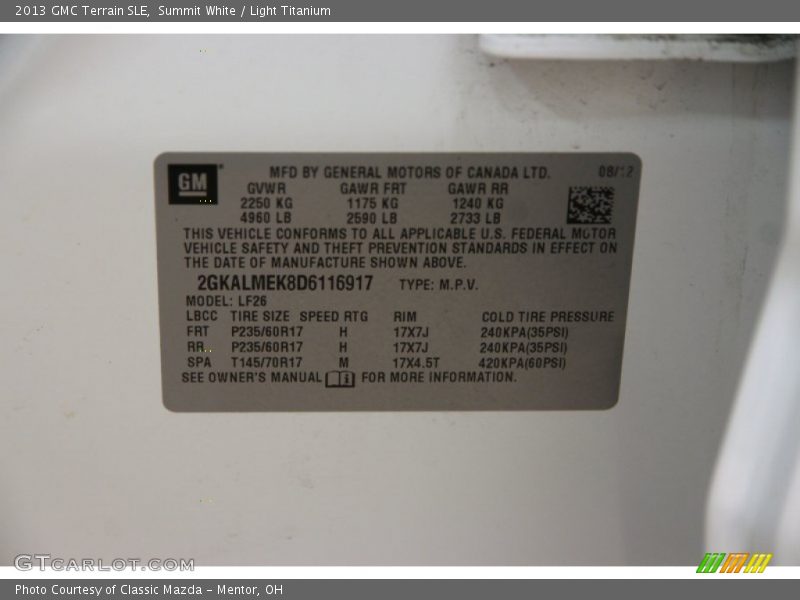 2013 GMC Terrain SLE, Summit White / Light Titanium
GM
MFD BY GENERAL MOTORS OF CANADA LTD. 08/12
GVWR GAWR FRT GAWR RR
2250 KG 1175 KG 1240 KG
4960 LB 2590 LB 2733 LB
THIS VEHICLE CONFORMS TO ALL APPLICABLE U.S. FEDERAL MOTOR
VEHICLE SAFETY AND THEFT PREVENTION STANDARDS IN EFFECT ON
THE DATE OF MANUFACTURE SHOWN ABOVE.
2GKALMEK8D6116917 TYPE: M.P.V.
MODEL: LF26
LBCC TIRE SIZE SPEED RTG RIM COLD TIRE PRESSURE
FRT P235/60R17 H 17X7J 240KPA(35PSI)
RR P235/60R17 H 17X7J 240KPA(35PSI)
SPA T145/70R17 M 17X4.5T 420KPA(60PSI)
SEE OWNER'S MANUAL FOR MORE INFORMATION.
GTCARLOT.COM
Photo Courtesy of Classic Mazda - Mentor, OH